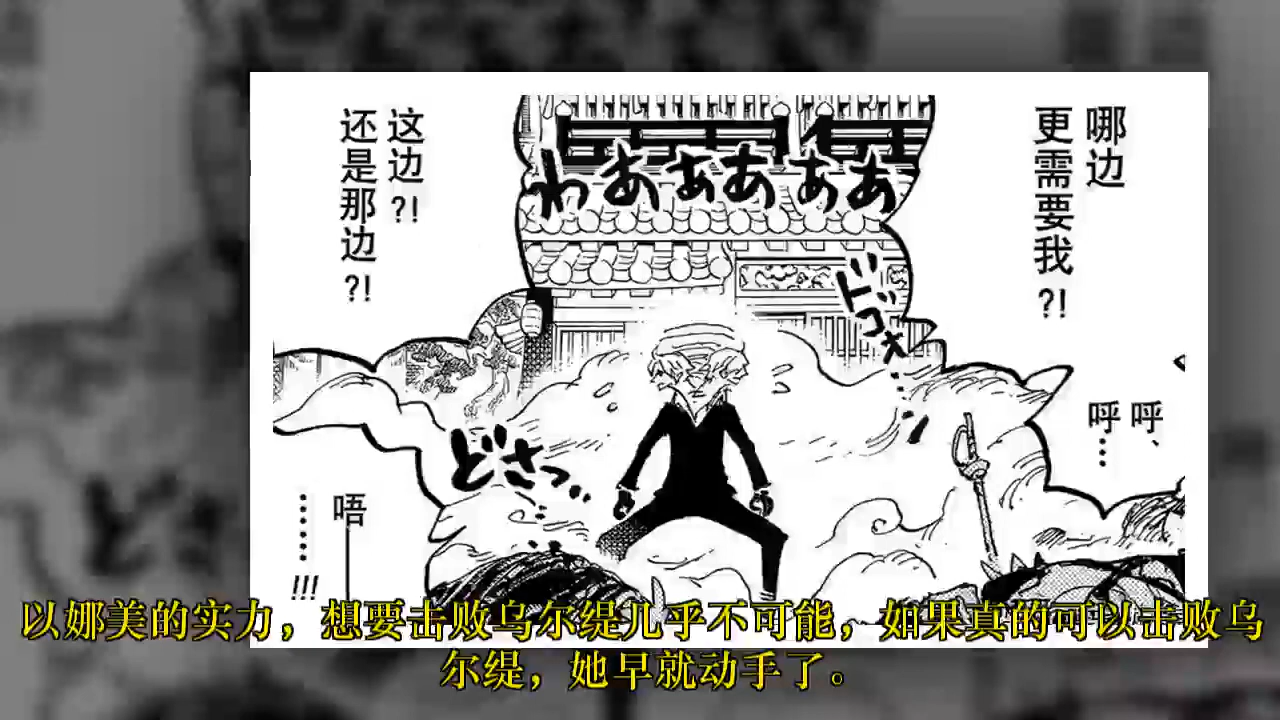 哪边
更需要我?!
呼、
呼…
わあああああ
ドコォ…ン
这边?!
还是那边?!
どさっ…
唔
……!!!
以娜美的实力，想要击败乌尔缇几乎不可能，如果真的可以击败乌
尔缇，她早就动手了。